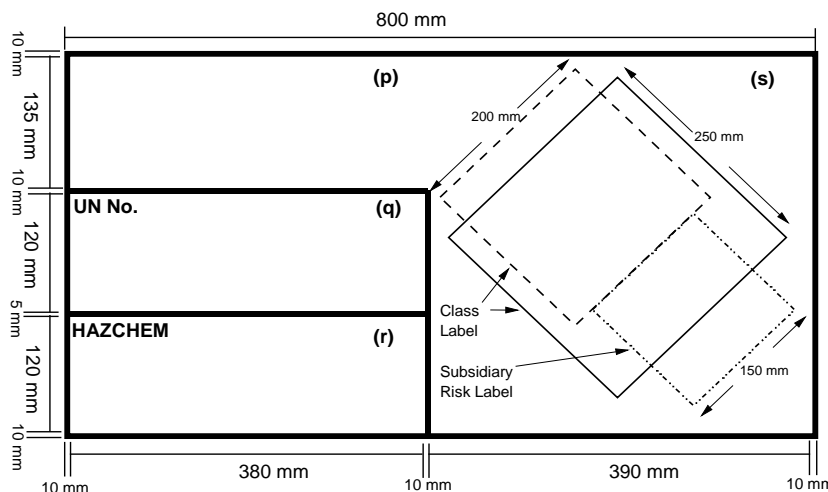 800 mm
10 mm
(p)
(s)
200 mm
250 mm
135 mm
10 mm
UN No.
(q)
120 mm
5 mm
Class
Label
HAZCHEM
(r)
Subsidiary
Risk Label
150 mm
120 mm
10 mm
380 mm
390 mm
10 mm
10 mm
10 mm